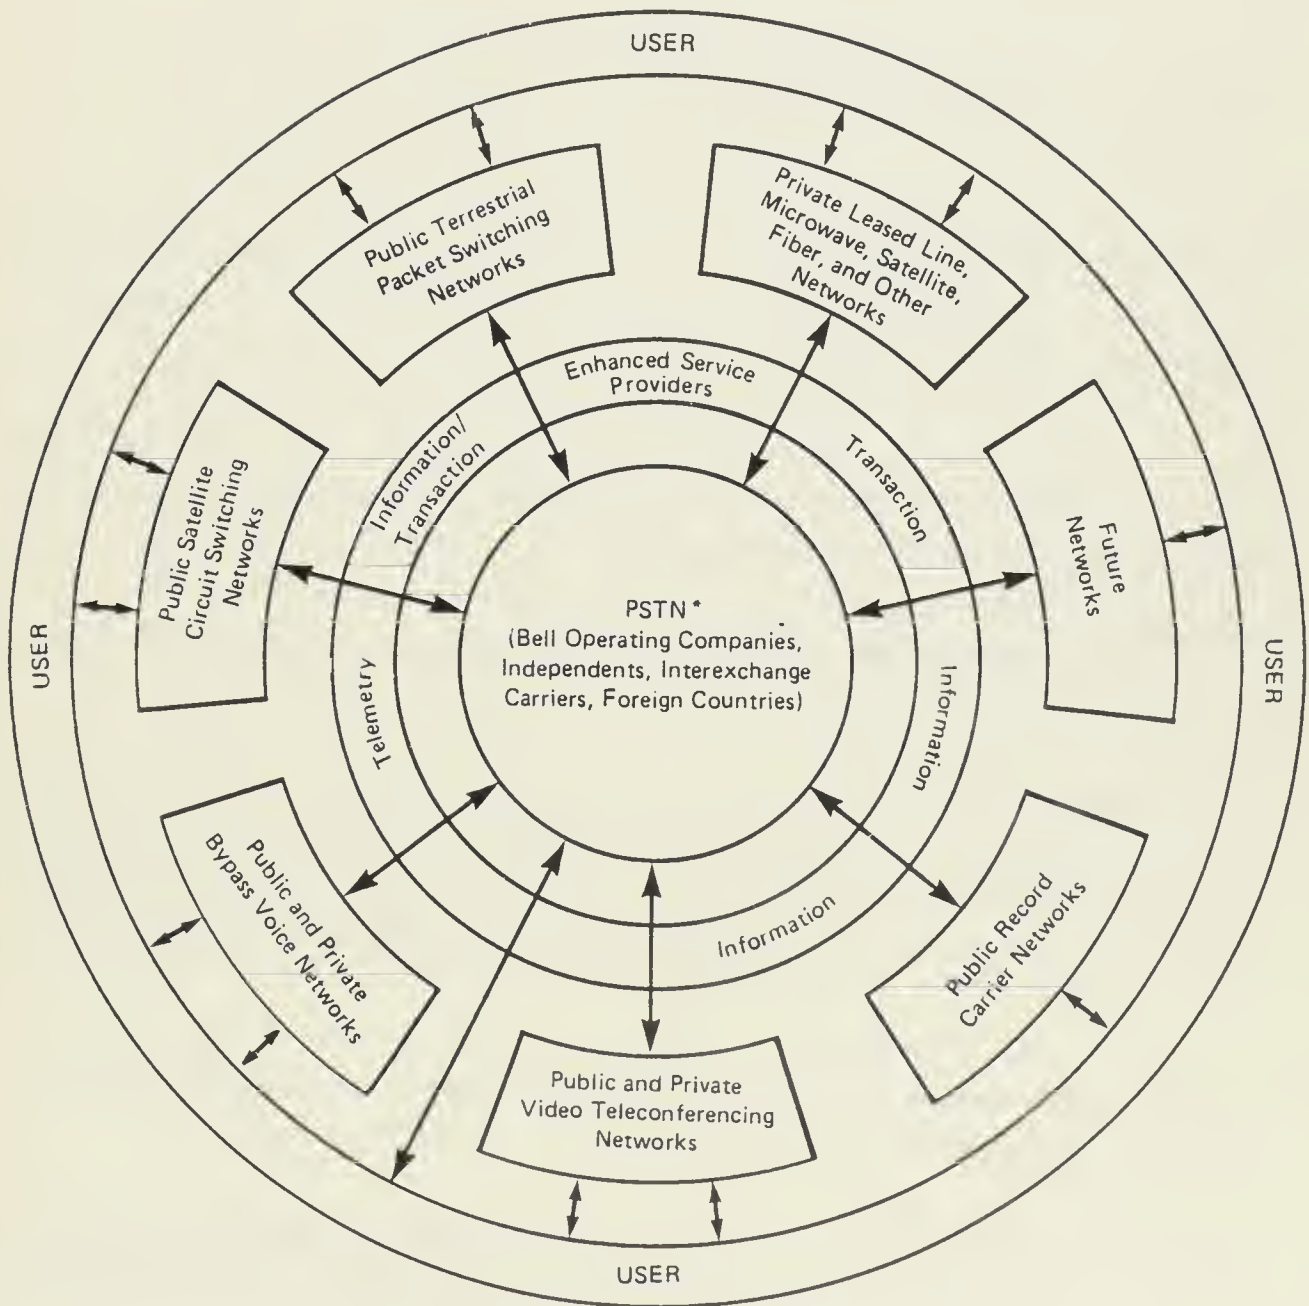 USER
Public Terrestrial
Packet Switching
Networks
Private Leased Line,
Microwave, Satellite,
Fiber, and Other
Networks
Enhanced Service
Providers
Information/
Transaction
Transaction
Public Satellite
Circuit Switching
Networks
Future
Networks
USER
PSTN*
(Bell Operating Companies,
Independents, Interexchange
Carriers, Foreign Countries)
USER
Telemetry
Information
Public and Private
Bypass Voice Networks
Information
Public Record
Carrier Networks
Public and Private
Video Teleconferencing
Networks
USER